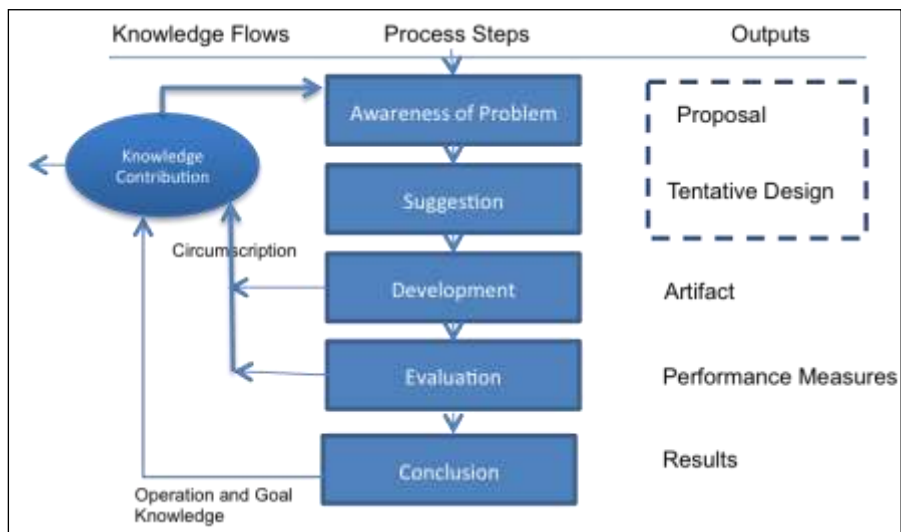 Knowledge Flows
Process Steps
Outputs
Awareness of Problem
Proposal
Knowledge
Contribution
Suggestion
Tentative Design
Circumscription
Development
Artifact
Evaluation
Performance Measures
Conclusion
Results
Operation and Goal
Knowledge